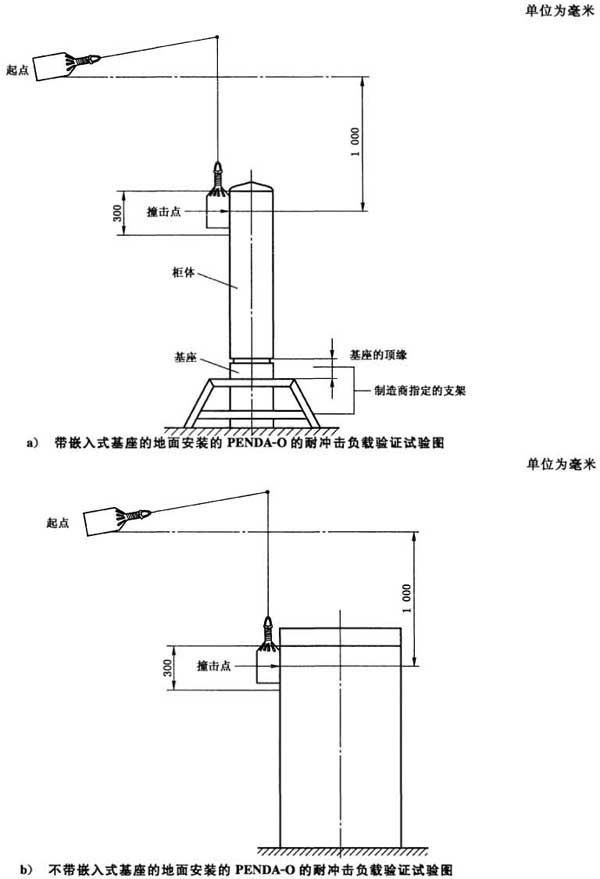 单位为毫米
起点
1 000
300
撞击点
柜体
基座
基座的顶缘
制造商指定的支架
a) 带嵌入式基座的地面安装的 PENDA-O 的耐冲击负载验证试验图
单位为毫米
起点
1 000
300
撞击点
b) 不带嵌入式基座的地面安装的 PENDA-O 的耐冲击负载验证试验图